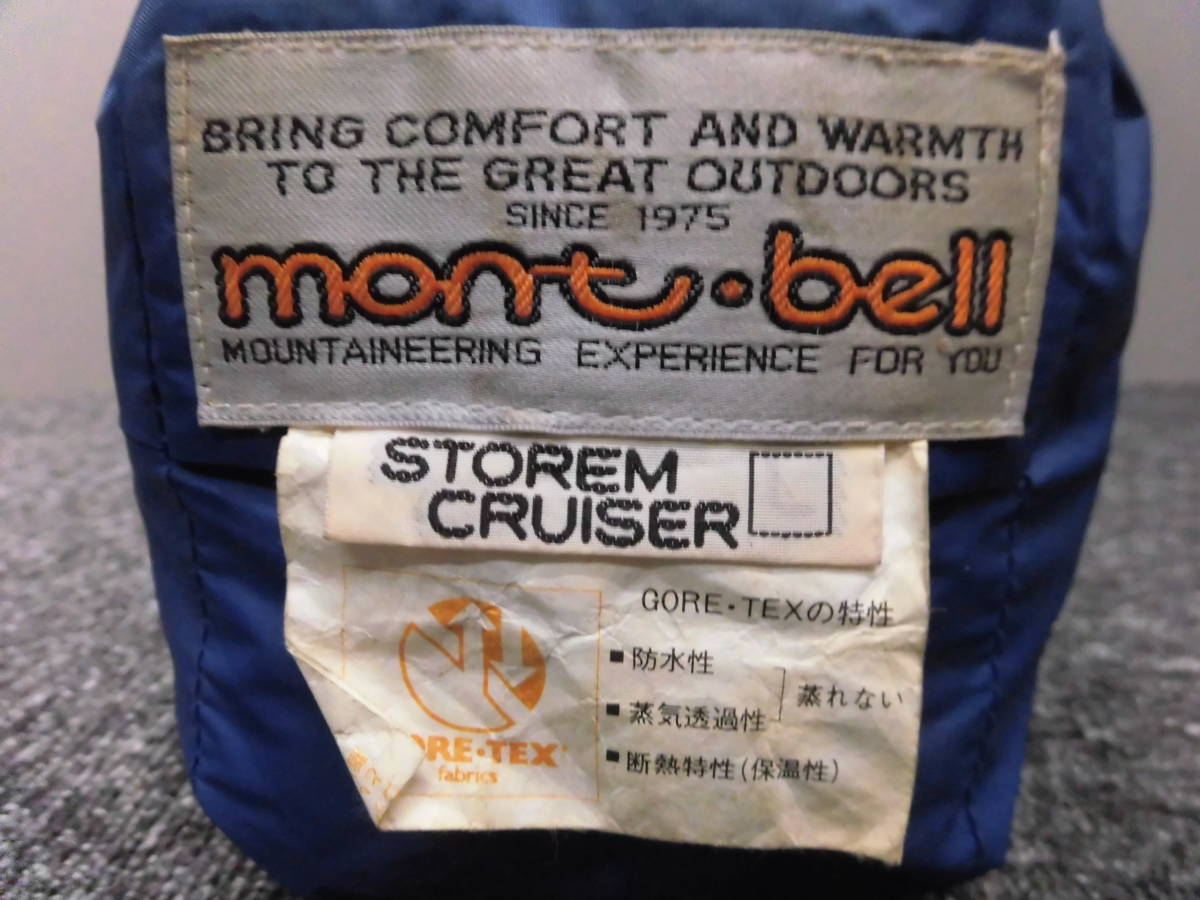 BRING COMFORT AND WARMTH
TO THE GREAT OUTDOORS
SINCE 1975
mont·bell
MOUNTAINEERING EXPERIENCE FOR YOU
STOREM
CRUISER
GORE・TEXの特性
■防水性
■蒸気透過性
蒸れない
■断熱特性(保温性)
ORE・TEX
fabrics